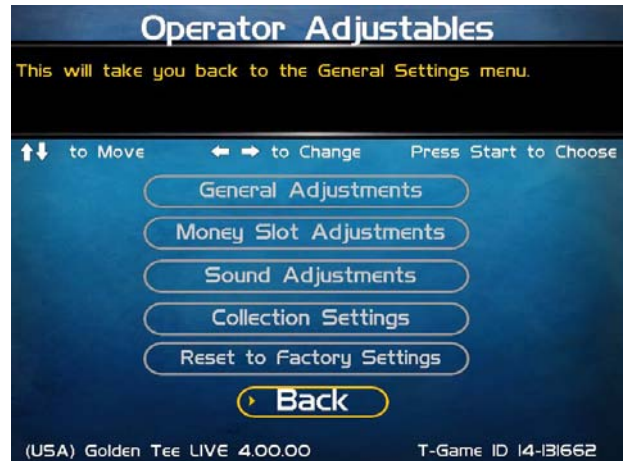 Operator Adjustables
This will take you back to the General Settings menu.
to Move to Change Press Start to Choose
General Adjustments
Money Slot Adjustments
Sound Adjustments
Collection Settings
Reset to Factory Settings
Back
(USA) Golden Tee LIVE 4.00.00 T-Game ID 14-131662